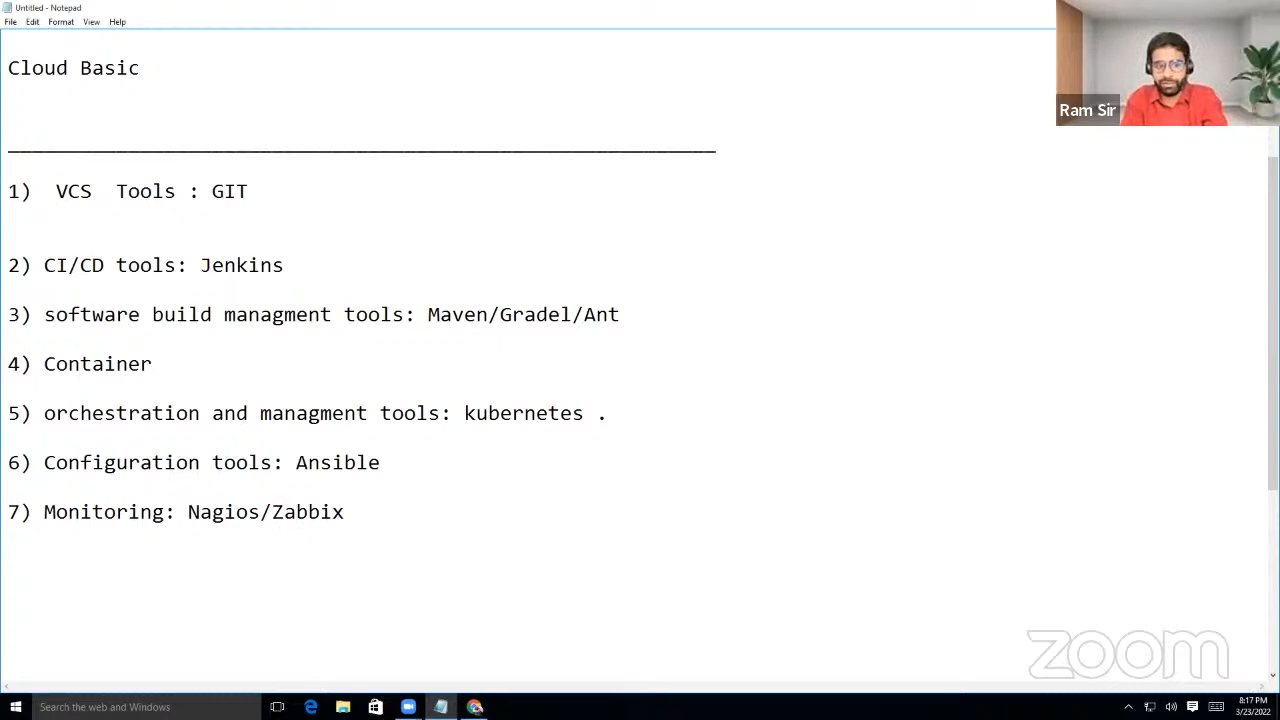 Untitled - Notepad
File Edit Format View Help
Cloud Basic
Ram Sir
1) VCS Tools : GIT
2) CI/CD tools: Jenkins
3) software build managment tools: Maven/Gradel/Ant
4) Container
5) orchestration and managment tools: kubernetes .
6) Configuration tools: Ansible
7) Monitoring: Nagios/Zabbix
zoom
Search the web and Windows
8:17 PM
3/23/2022